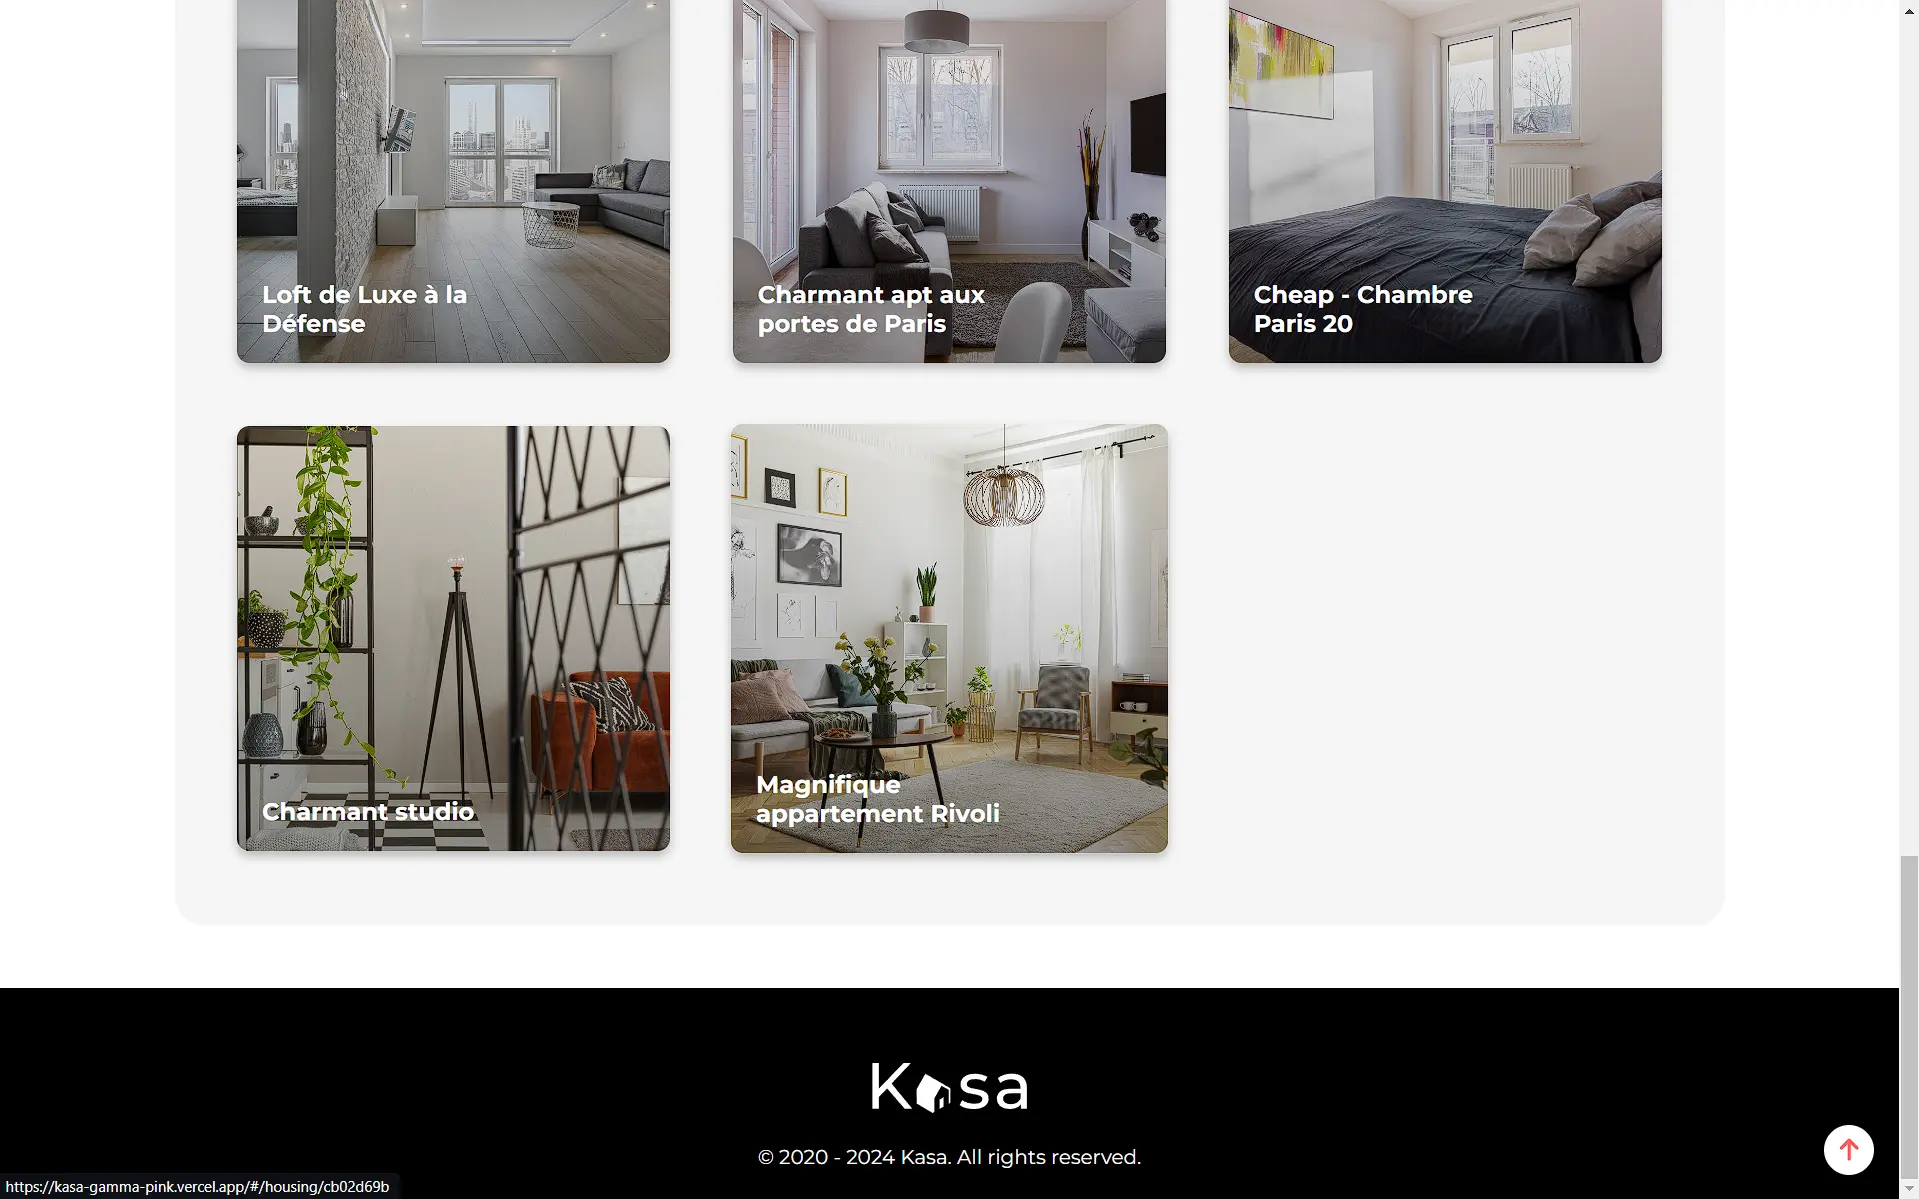 Loft de Luxe à la
Défense
Charmant apt aux
portes de Paris
Cheap - Chambre
Paris 20
Charmant studio
Magnifique
appartement Rivoli
Kasa
© 2020 - 2024 Kasa. All rights reserved.
https://kasa-gamma-pink.vercel.app/#/housing/cb02d69b